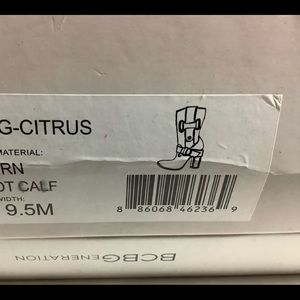 G-CITRUS
MATERIAL:
RN
OT CALF
WIDTH:
9.5M
8 86068 46236 9
BCBGENERATION